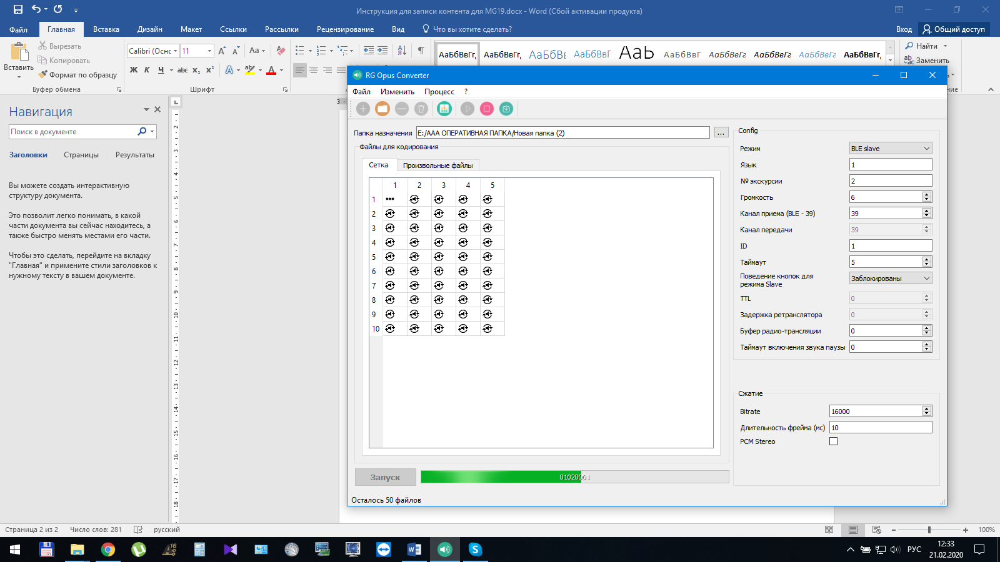 Инструкция для записи контента для MG19.docx - Word (Сбой активации продукта)
Файл Главная Вставка Дизайн Макет Ссылки Рассылки Рецензирование Вид Что вы хотите сделать? Вход Общий доступ
Вставить
Вырезать
Копировать
Формат по образцу
Буфер обмена
Calibri (Оснс 11
Шрифт
АаБбВвГг, АаБбВвГг, АаБбВв АаБбВвГ АаБ АаБбВвГ АаБбВвГг АаБбВвГг АаБбВвГг АаБбВвГг,
Найти
Заменить
Навигация
Поиск в документе
Заголовки Страницы Результаты
Вы можете создать интерактивную
структуру документа.
Это позволит легко понимать, в какой
части документа вы сейчас находитесь, а
также быстро менять местами его части.
Чтобы это сделать, перейдите на вкладку
"Главная" и примените стили заголовков к
нужному тексту в вашем документе.
RG Opus Converter
Файл Изменить Процесс ?
Папка назначения E:/ААА ОПЕРАТИВНАЯ ПАПКА/Новая папка (2) ...
Файлы для кодирования
Сетка Произвольные файлы
1 2 3 4 5
1
2
3
4
5
6
7
8
9
10
Config
Режим BLE slave
Язык 1
№ экскурсии 2
Громкость 6
Канал приема (BLE - 39) 39
Канал передачи 39
ID 1
Таймаут 5
Поведение кнопок для
режима Slave Заблокированы
TTL 0
Задержка ретранслятора 0
Буфер радио-трансляции 0
Таймаут включения звука паузы 0
Сжатие
Bitrate 16000
Длительность фрейма (мс) 10
PCM Stereo
Запуск 01020001
Осталось 50 файлов
Страница 2 из 2 Число слов: 281 русский 100%
РУС
12:33
21.02.2020